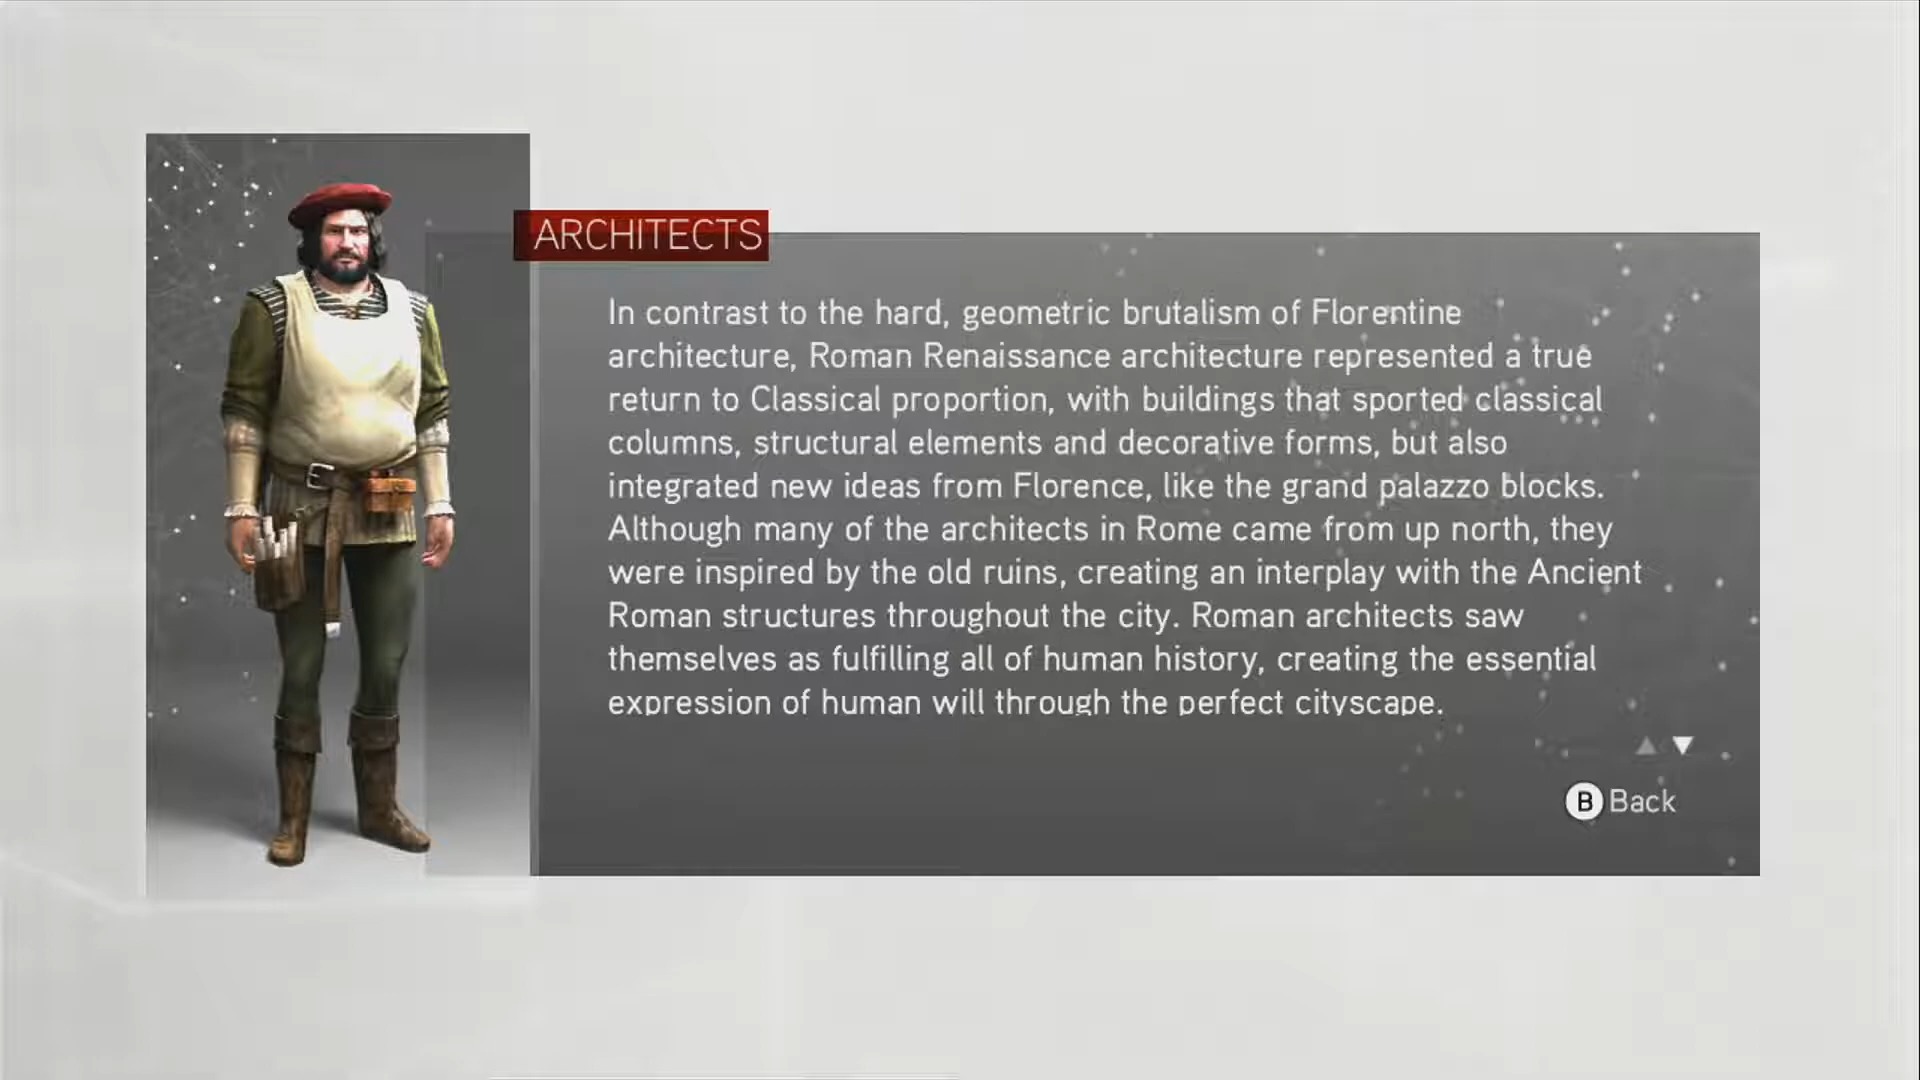 ARCHITECTS
In contrast to the hard, geometric brutalism of Florentine
architecture, Roman Renaissance architecture represented a true
return to Classical proportion, with buildings that sported classical
columns, structural elements and decorative forms, but also
integrated new ideas from Florence, like the grand palazzo blocks.
Although many of the architects in Rome came from up north, they
were inspired by the old ruins, creating an interplay with the Ancient
Roman structures throughout the city. Roman architects saw
themselves as fulfilling all of human history, creating the essential
expression of human will through the perfect cityscape.
B Back